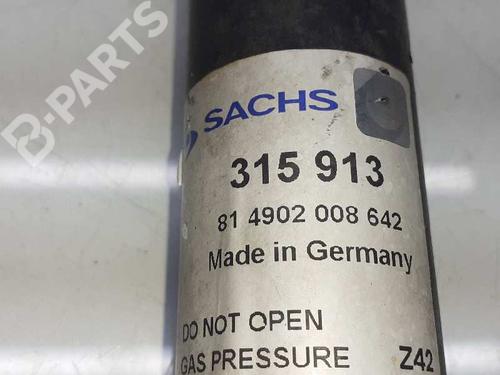 B-PARTS
SACHS
315 913
81 4902 008 642
Made in Germany
DO NOT OPEN
GAS PRESSURE Z42